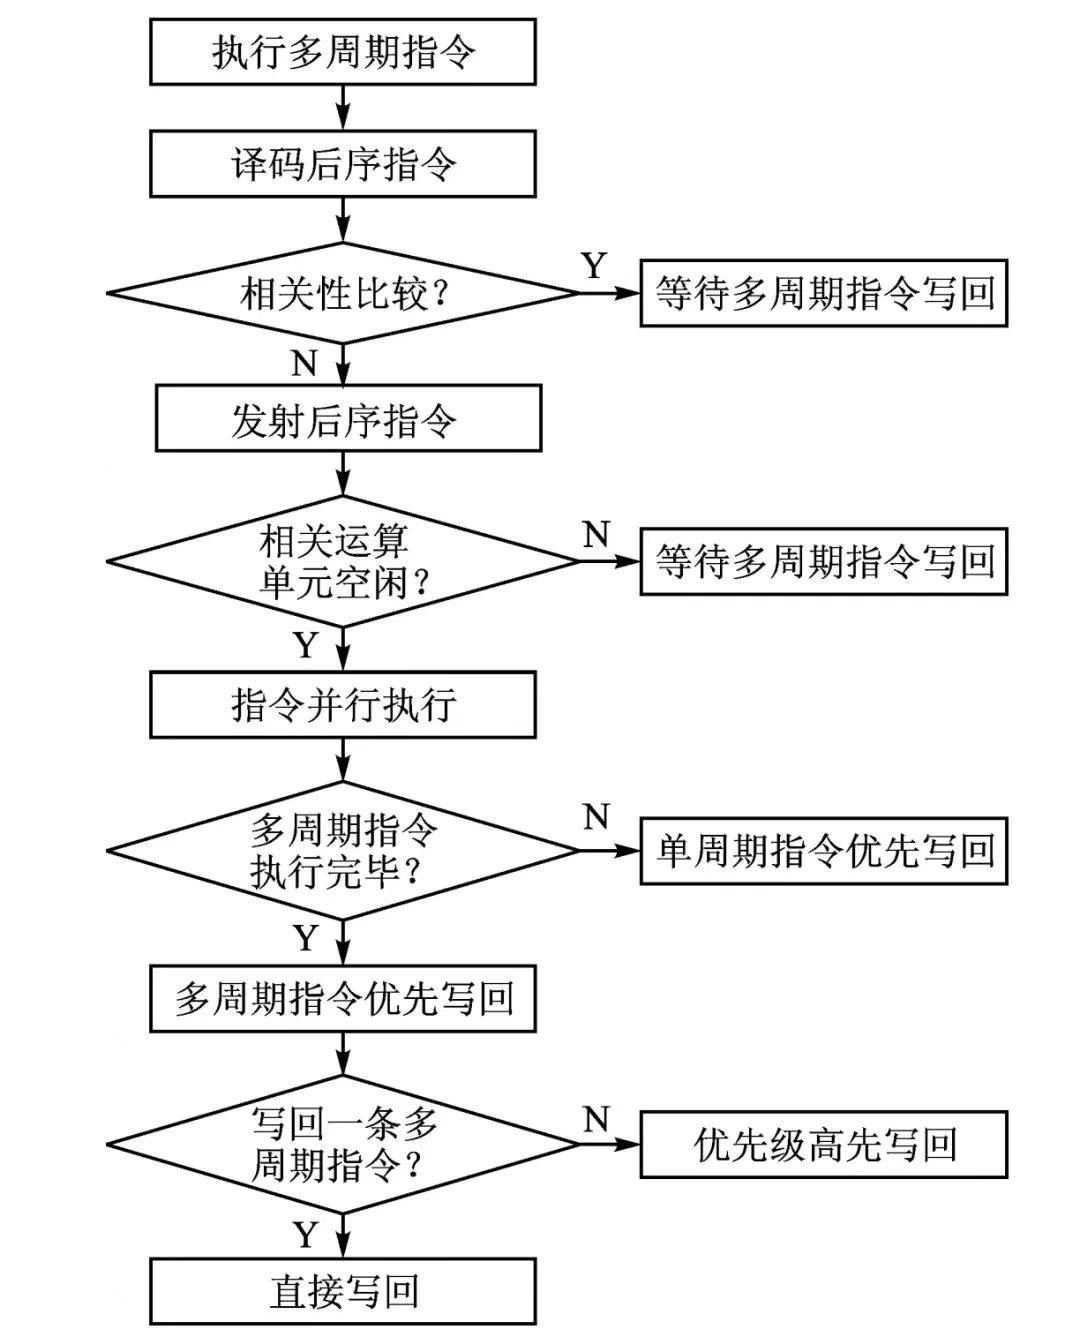 执行多周期指令
译码后序指令
相关性比较？
Y
等待多周期指令写回
N
发射后序指令
相关运算
单元空闲？
N
等待多周期指令写回
Y
指令并行执行
多周期指令
执行完毕？
N
单周期指令优先写回
Y
多周期指令优先写回
写回一条多
周期指令？
N
优先级高先写回
Y
直接写回